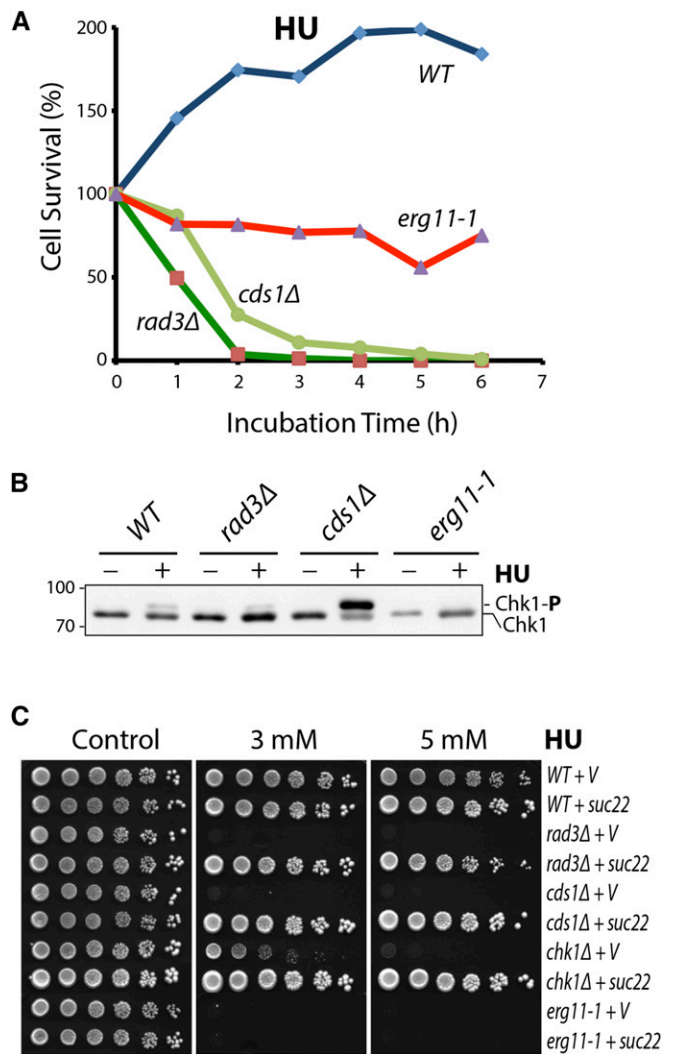 A
HU
200
150
100
50
0
Cell Survival (%)
WT
erg11-1
cds1Δ
rad3Δ
0 1 2 3 4 5 6 7
Incubation Time (h)
B
WT rad3Δ cds1Δ erg11-1
– + – + – + – + HU
100
70
Chk1-P
Chk1
C
Control 3 mM 5 mM HU
WT + V
WT + suc22
rad3Δ + V
rad3Δ + suc22
cds1Δ + V
cds1Δ + suc22
chk1Δ + V
chk1Δ + suc22
erg11-1 + V
erg11-1 + suc22